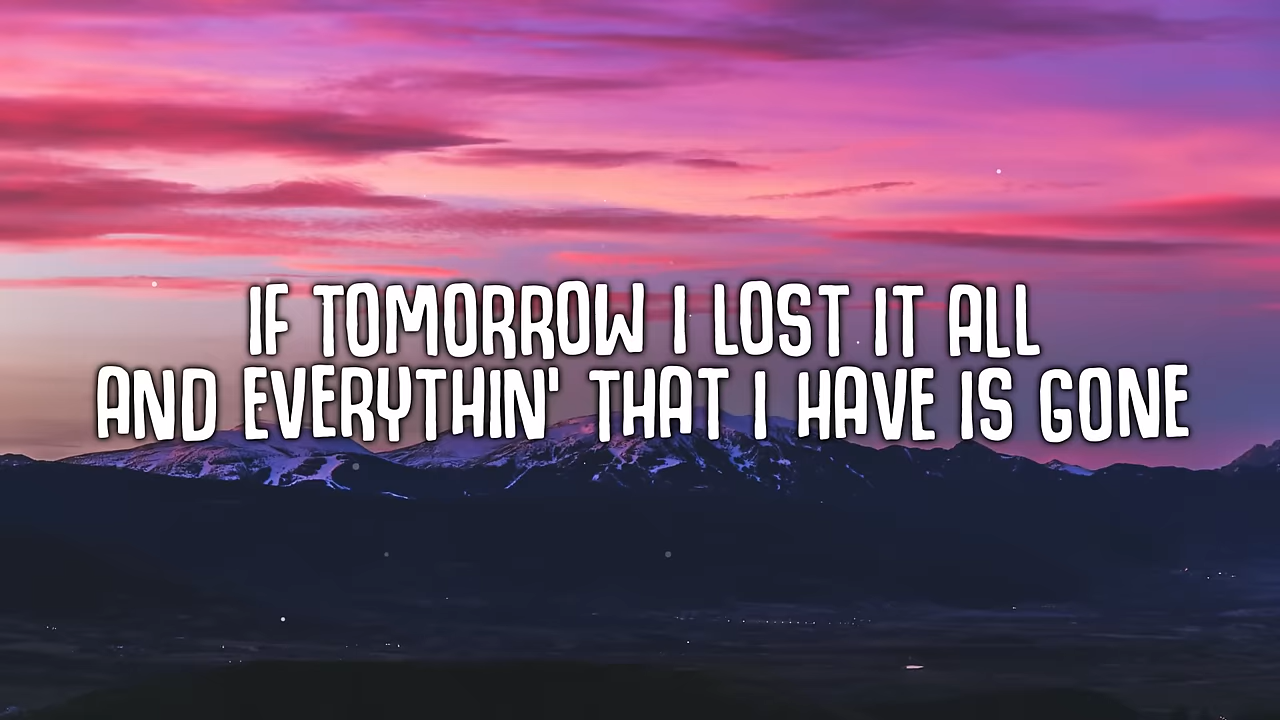 IF TOMORROW I LOST IT ALL
AND EVERYTHIN' THAT I HAVE IS GONE